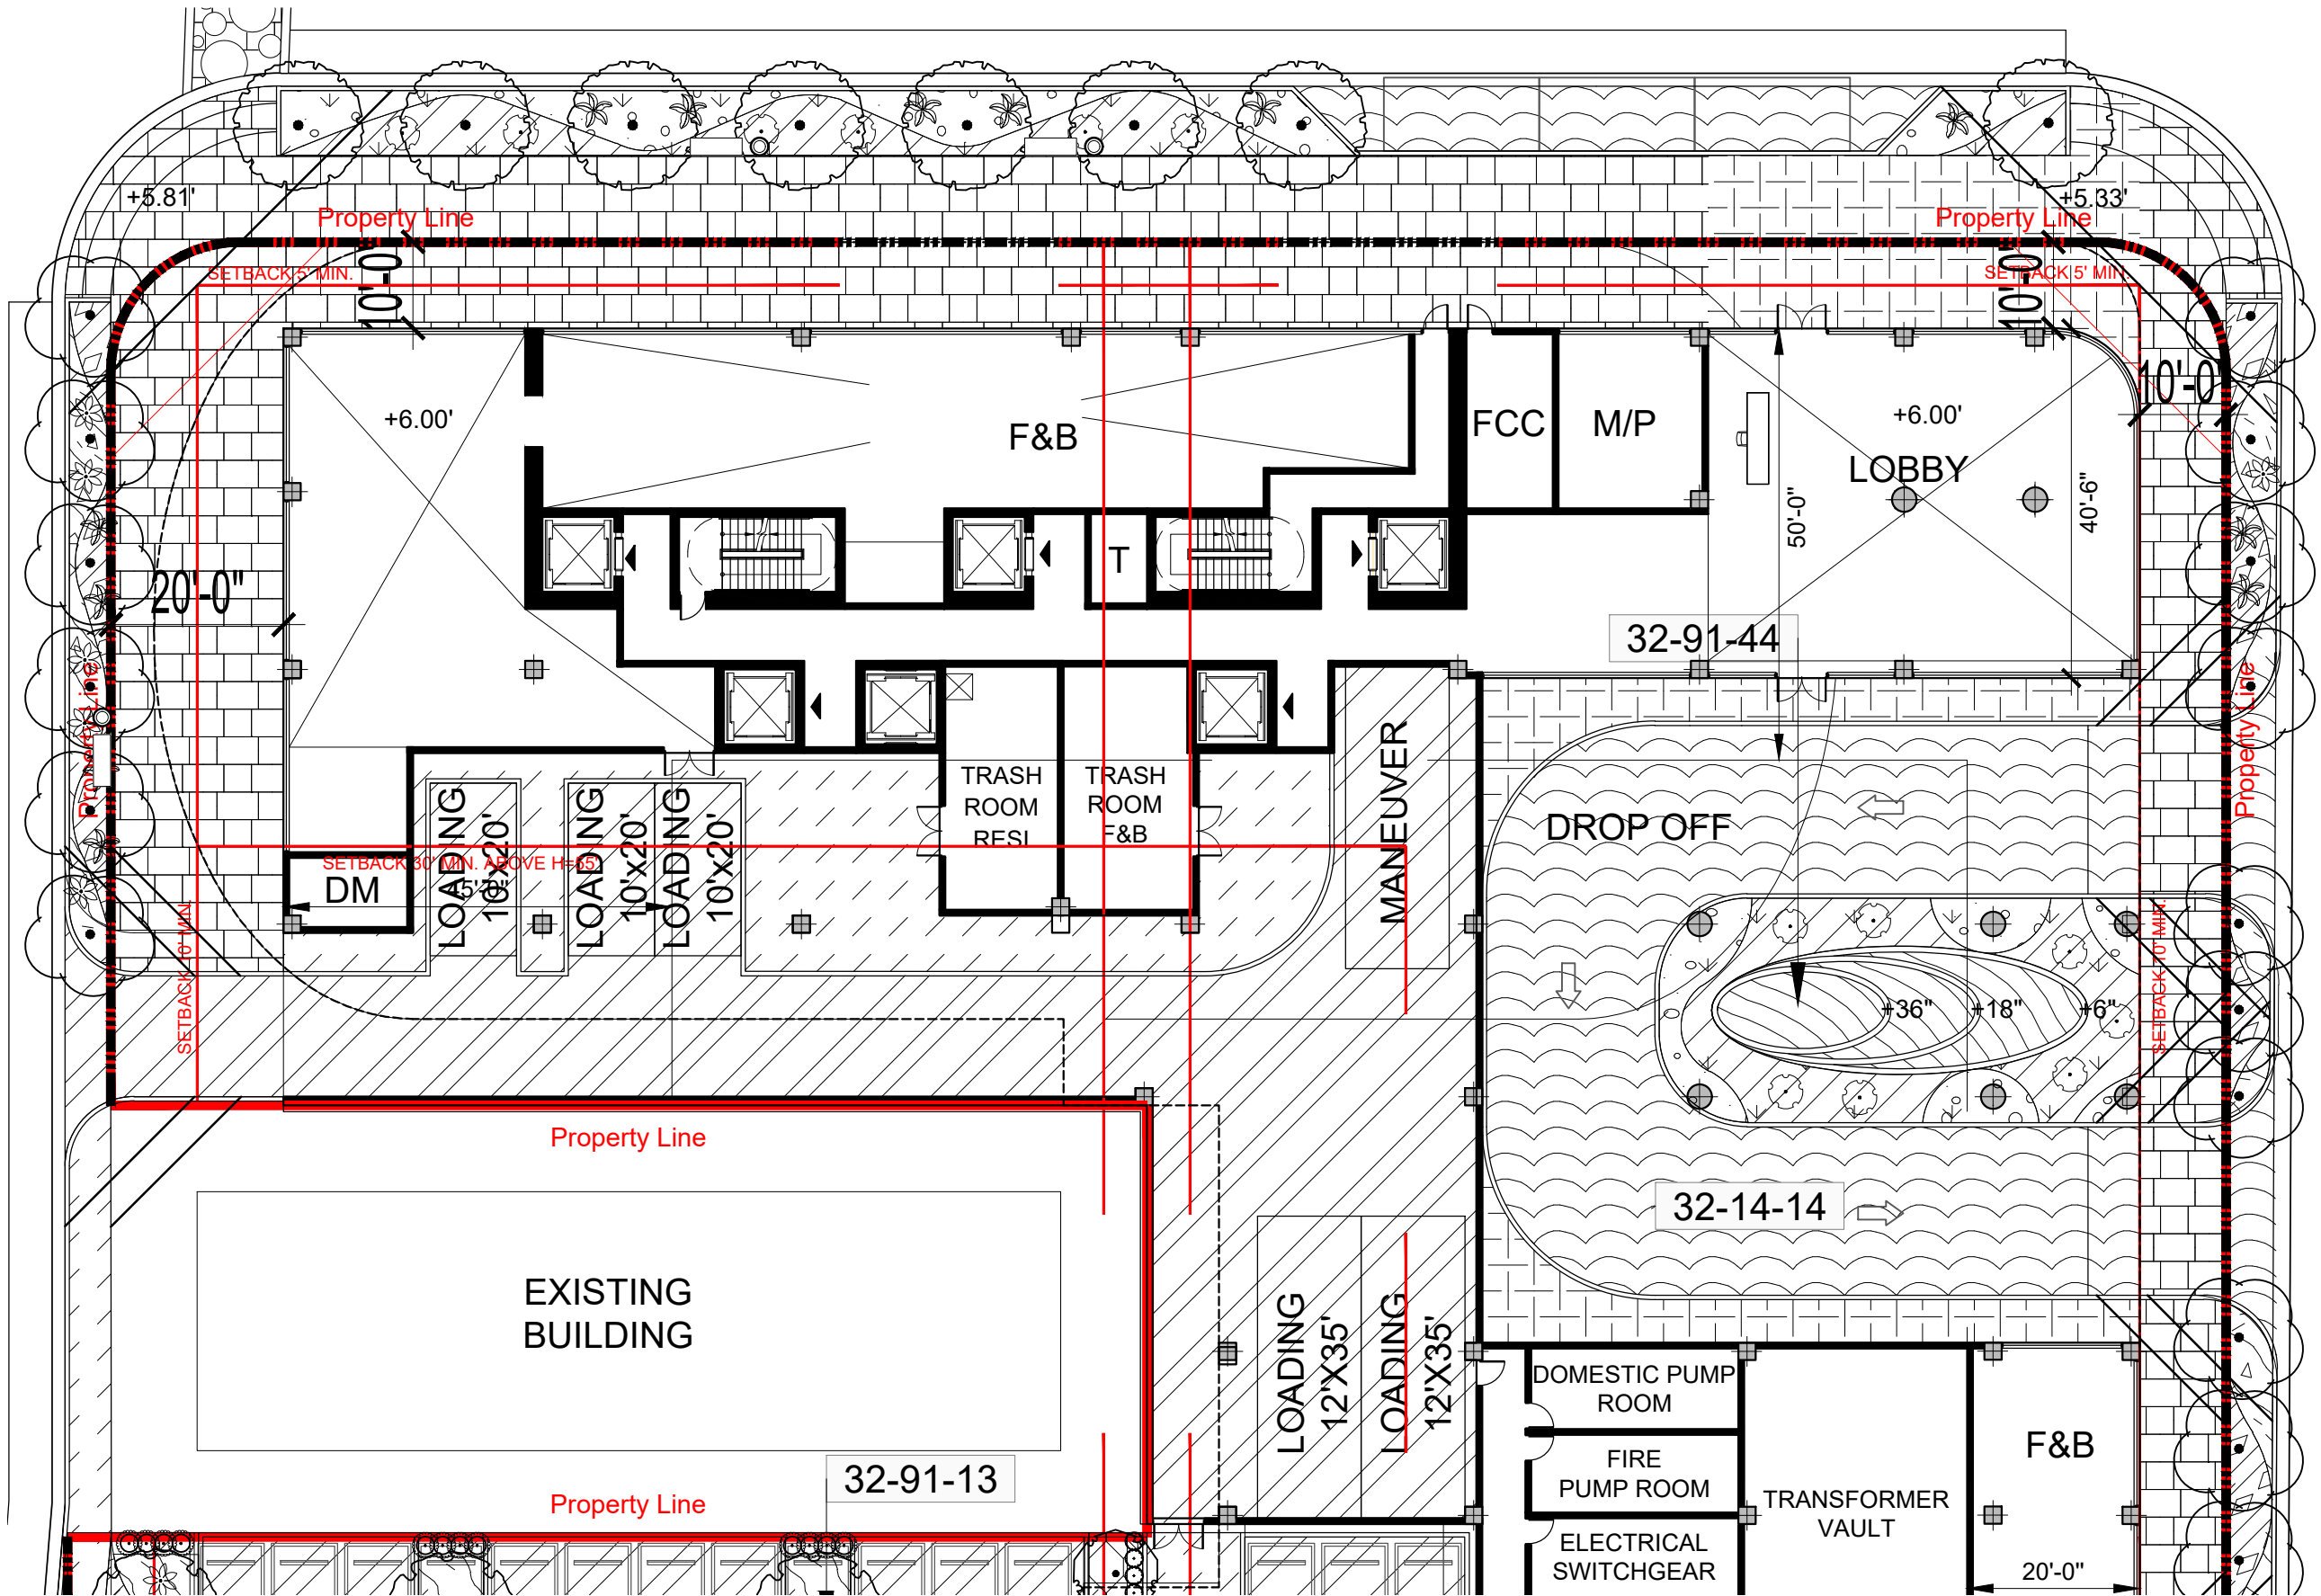 +5.81'
+5.33'
Property Line
Property Line
SETBACK 5' MIN.
SETBACK 5' MIN.
10'-0"
10'-0"
10'-0"
+6.00'
F&B
FCC
M/P
+6.00'
LOBBY
50'-0"
40'-6"
T
20'-0"
32-91-44
Property Line
Property Line
MANEUVER
TRASH
ROOM
RESI
TRASH
ROOM
F&B
LOADING
10'x20'
LOADING
10'x20'
LOADING
10'x20'
DROP OFF
SETBACK 30' MIN. ABOVE H=55'
DM
45'-0"
SETBACK 10' MIN.
SETBACK 10' MIN.
+36"
+18"
+6"
Property Line
32-14-14
EXISTING
BUILDING
LOADING
12'X35'
LOADING
12'X35'
DOMESTIC PUMP
ROOM
FIRE
PUMP ROOM
ELECTRICAL
SWITCHGEAR
TRANSFORMER
VAULT
F&B
20'-0"
32-91-13
Property Line